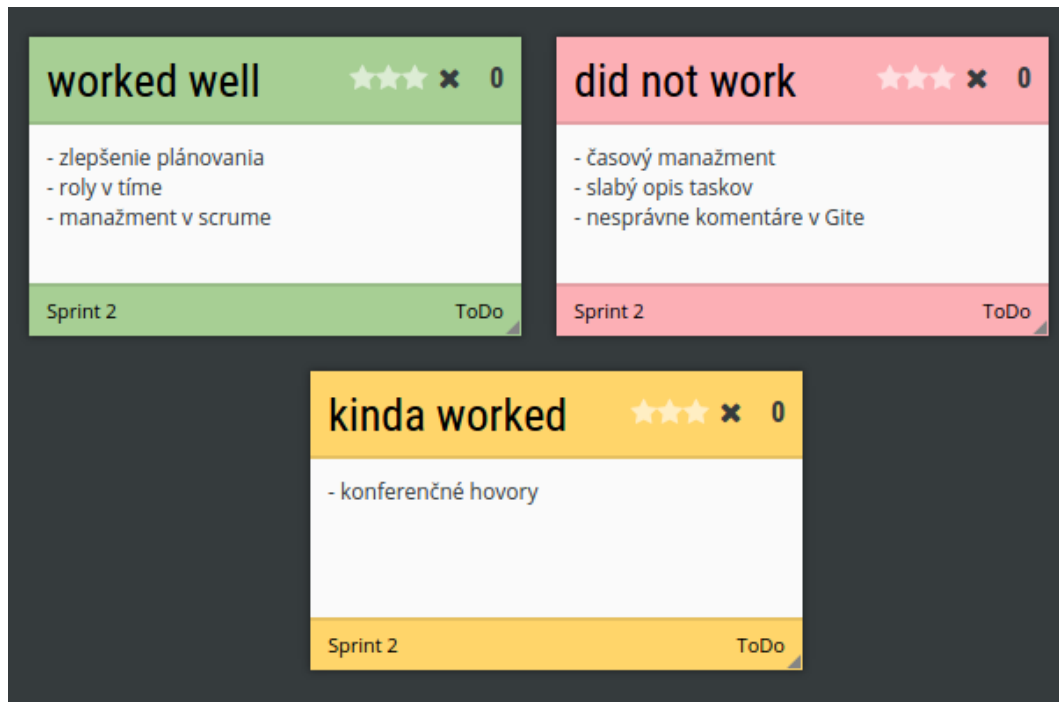 worked well 0
- zlepšenie plánovania
- roly v tíme
- manažment v scrume
Sprint 2 ToDo
did not work 0
- časový manažment
- slabý opis taskov
- nesprávne komentáre v Gite
Sprint 2 ToDo
kinda worked 0
- konferenčné hovory
Sprint 2 ToDo